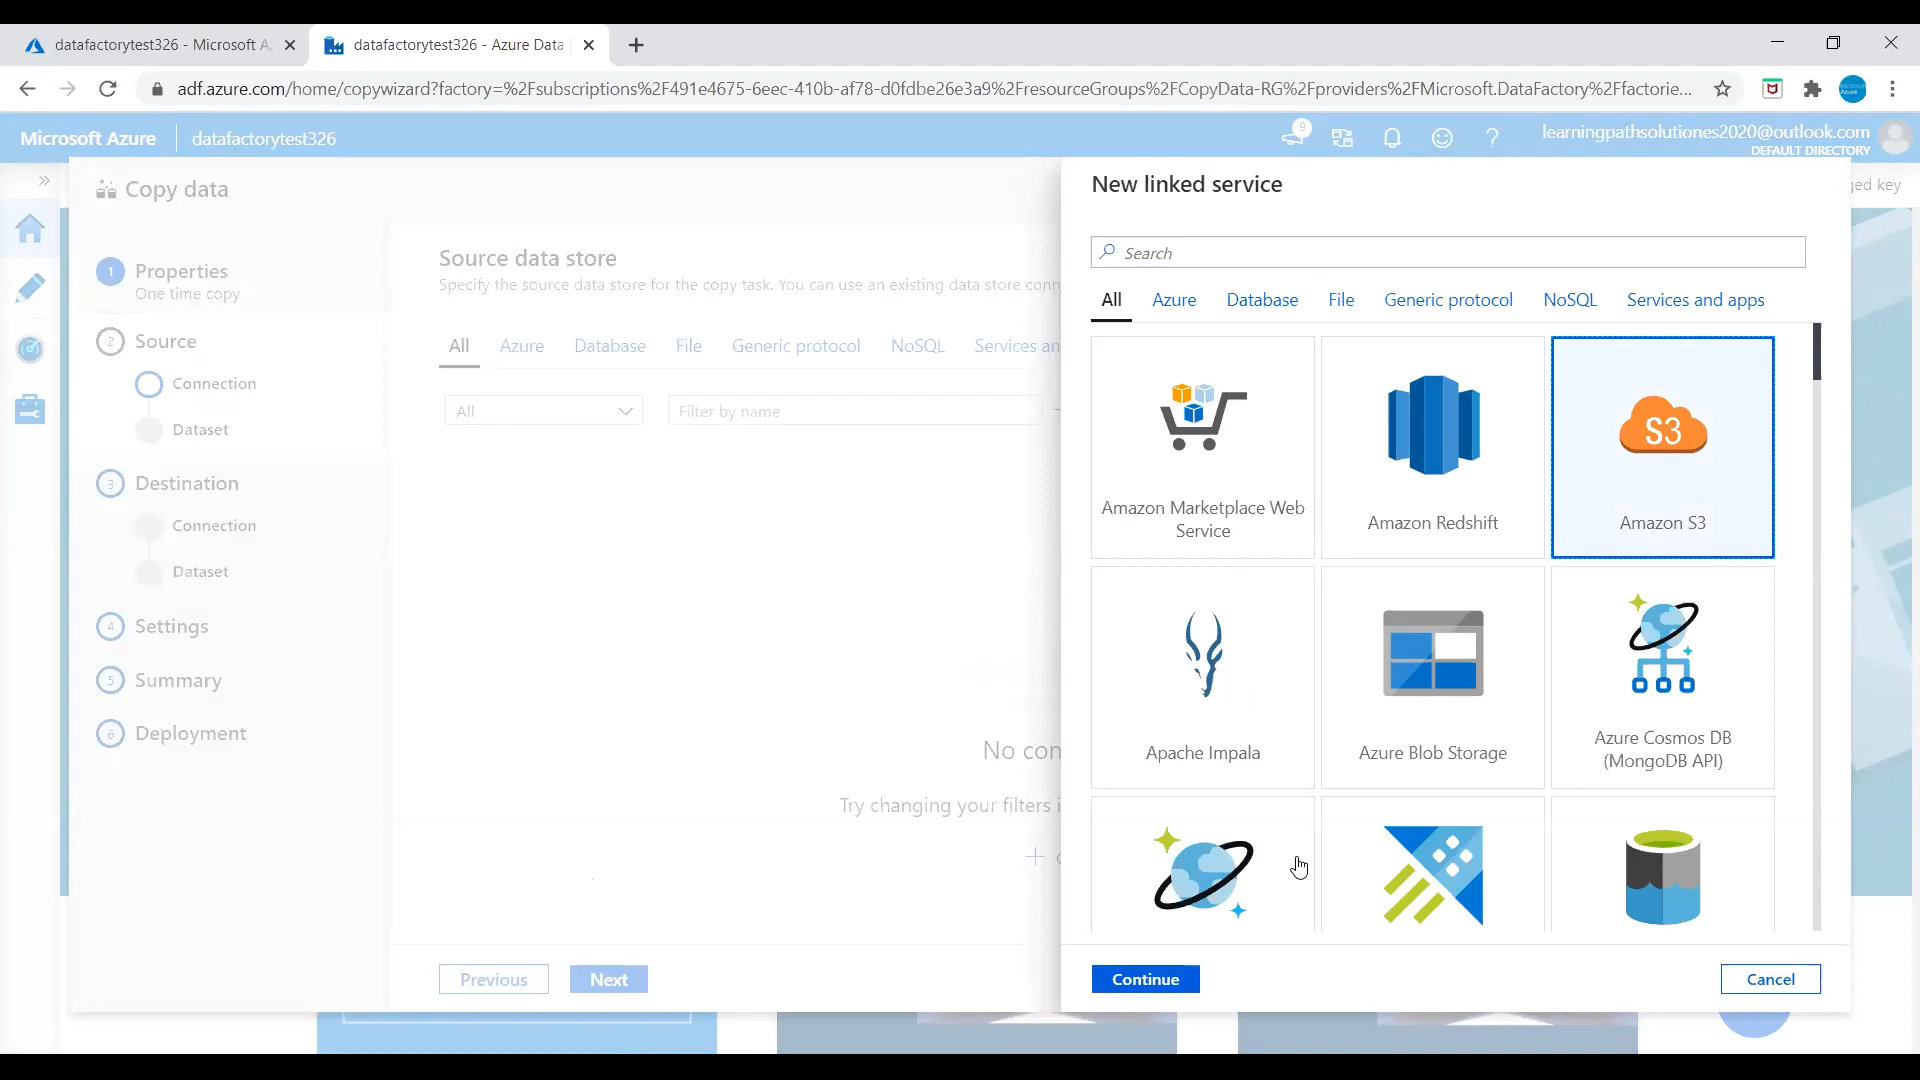 datafactorytest326 - Microsoft A
datafactorytest326 - Azure Data
adf.azure.com/home/copywizard?factory=%2Fsubscriptions%2F491e4675-6eec-410b-af78-d0fdbe26e3a9%2FresourceGroups%2FCopyData-RG%2Fproviders%2FMicrosoft.DataFactory%2Ffactorie...
Microsoft Azure
datafactorytest326
9
learningpathsolutiones2020@outlook.com
DEFAULT DIRECTORY
Copy data
1 Properties
One time copy
2 Source
Connection
Dataset
3 Destination
Connection
Dataset
4 Settings
5 Summary
6 Deployment
Source data store
Specify the source data store for the copy task. You can use an existing data store conn
All Azure Database File Generic protocol NoSQL Services an
All
Filter by name
No con
Try changing your filters i
Previous
Next
New linked service
ged key
Search
All Azure Database File Generic protocol NoSQL Services and apps
Amazon Marketplace Web
Service
Amazon Redshift
S3
Amazon S3
Apache Impala
Azure Blob Storage
Azure Cosmos DB
(MongoDB API)
Continue
Cancel